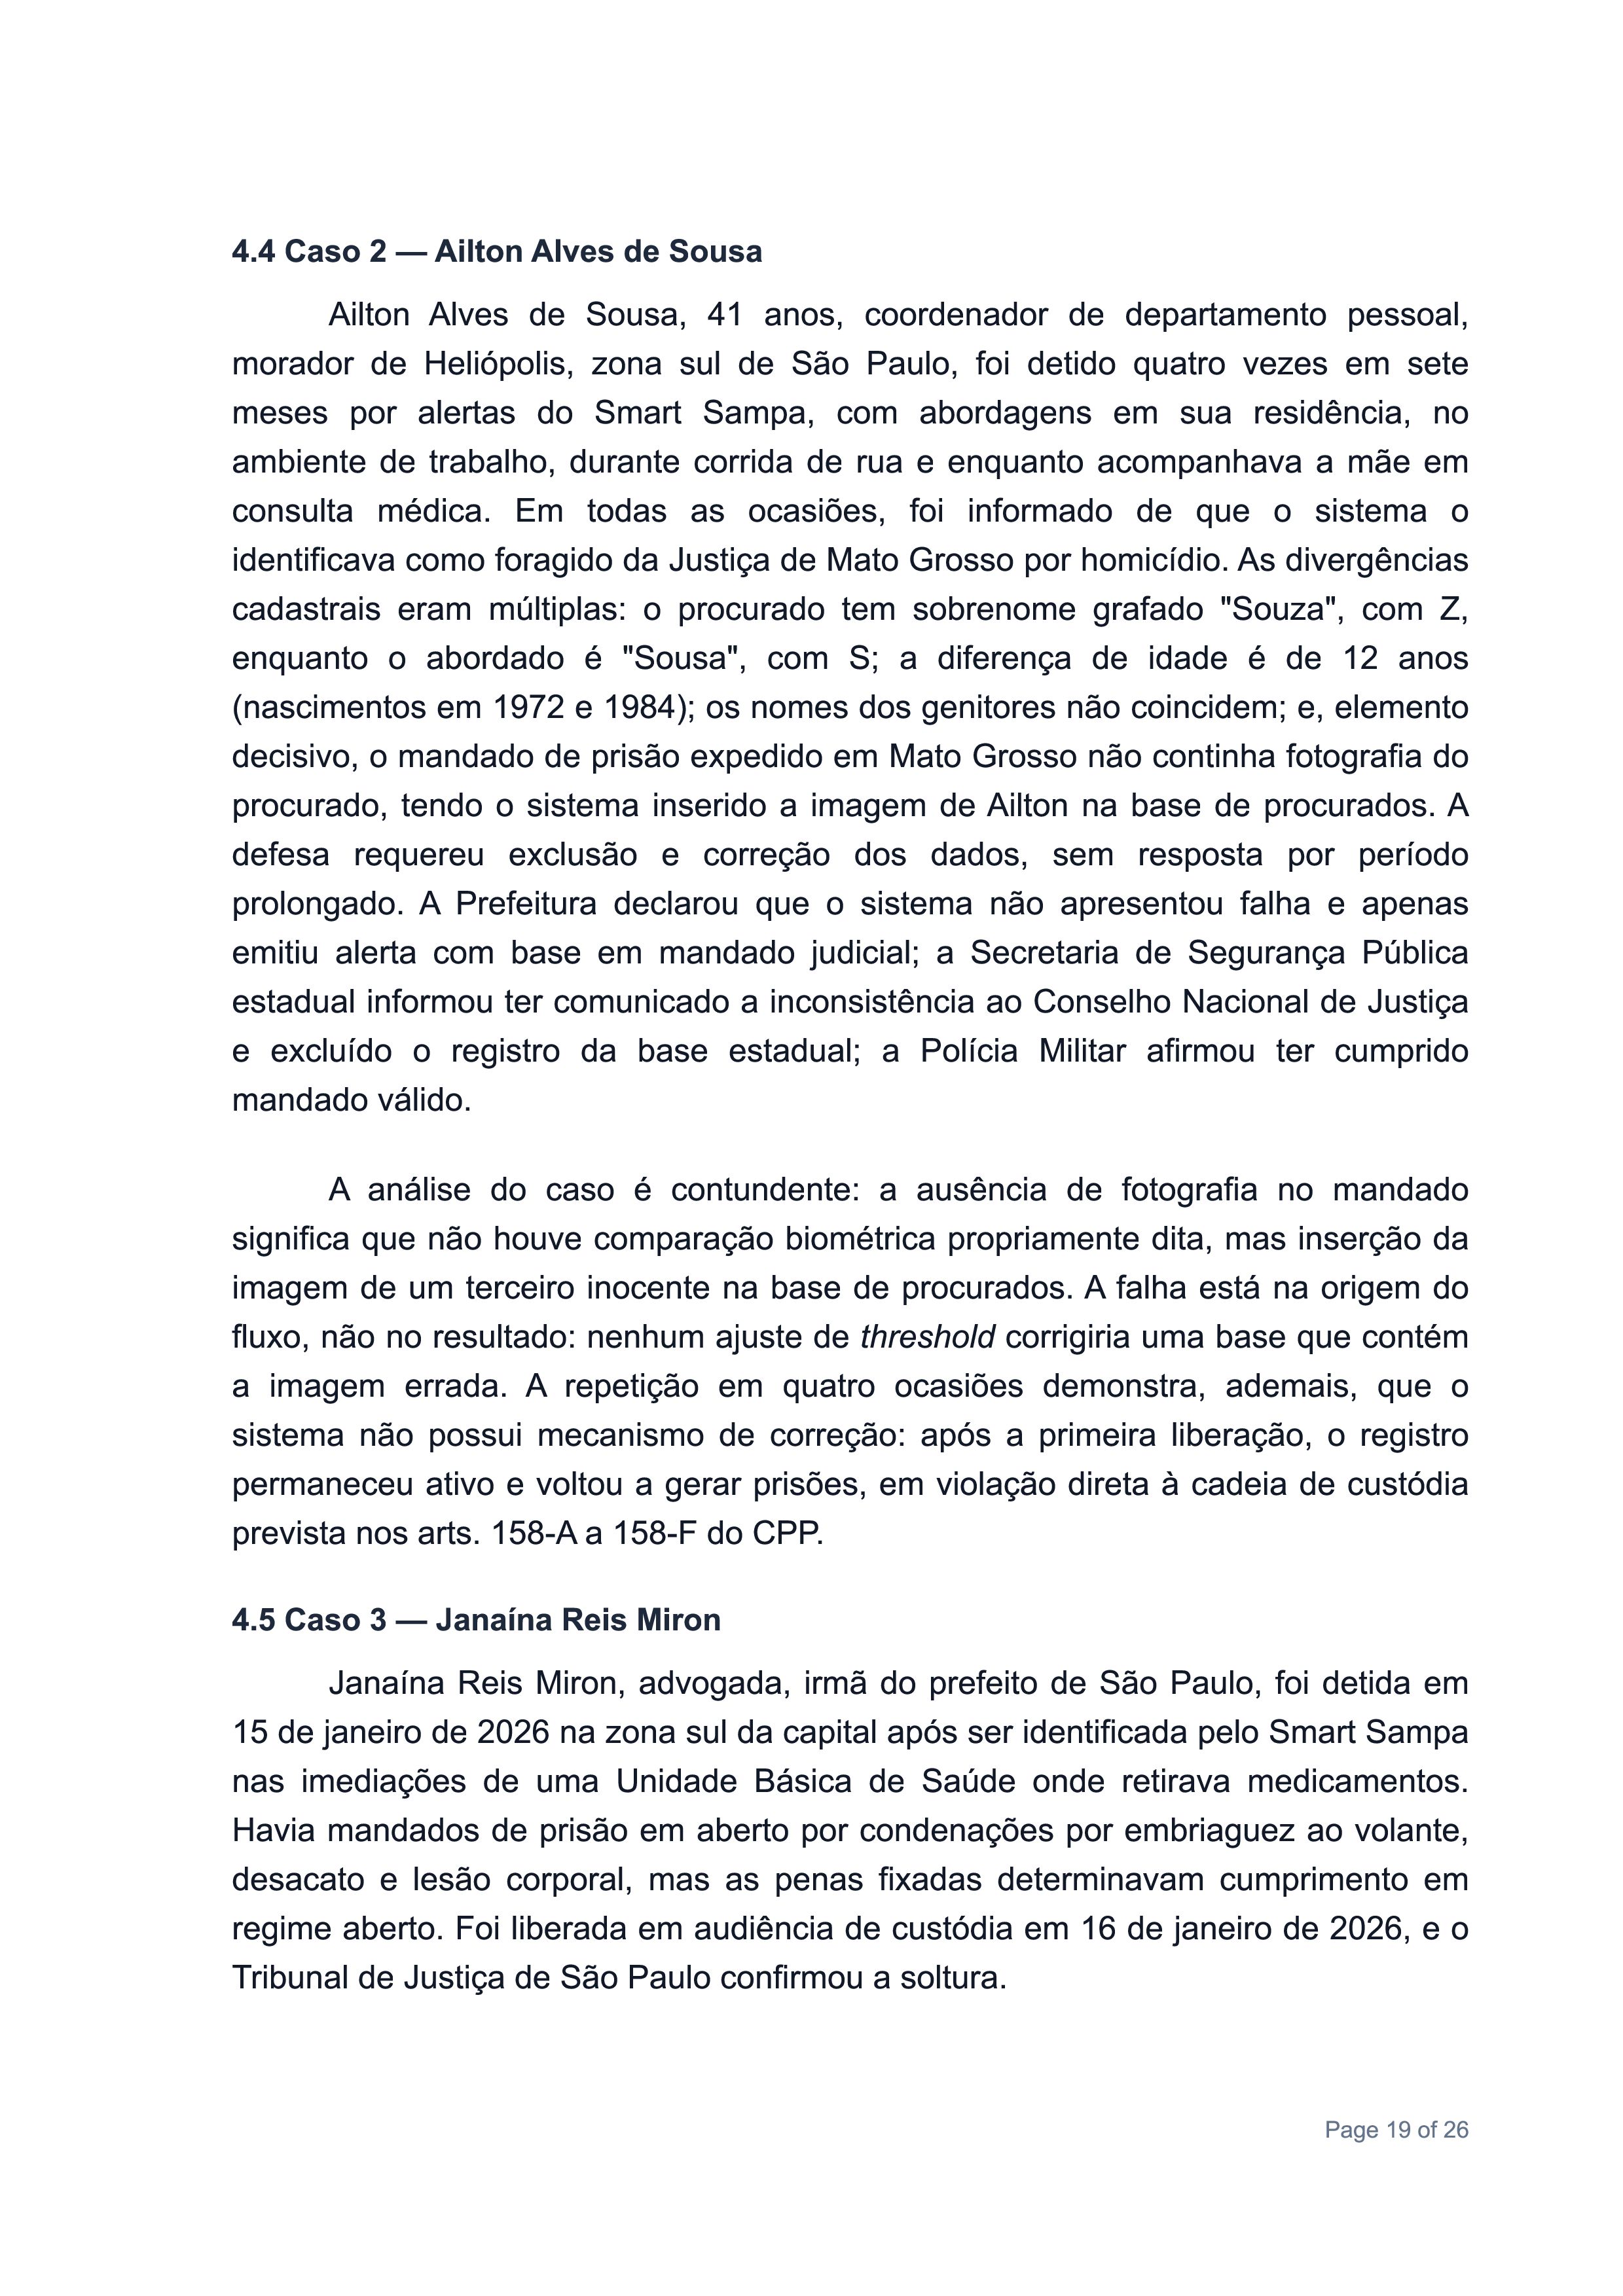 4.4 Caso 2 — Ailton Alves de Sousa
Ailton Alves de Sousa, 41 anos, coordenador de departamento pessoal,
morador de Heliópolis, zona sul de São Paulo, foi detido quatro vezes em sete
meses por alertas do Smart Sampa, com abordagens em sua residência, no
ambiente de trabalho, durante corrida de rua e enquanto acompanhava a mãe em
consulta médica. Em todas as ocasiões, foi informado de que o sistema o
identificava como foragido da Justiça de Mato Grosso por homicídio. As divergências
cadastrais eram múltiplas: o procurado tem sobrenome grafado "Souza", com Z,
enquanto o abordado é "Sousa", com S; a diferença de idade é de 12 anos
(nascimentos em 1972 e 1984); os nomes dos genitores não coincidem; e, elemento
decisivo, o mandado de prisão expedido em Mato Grosso não continha fotografia do
procurado, tendo o sistema inserido a imagem de Ailton na base de procurados. A
defesa requereu exclusão e correção dos dados, sem resposta por período
prolongado. A Prefeitura declarou que o sistema não apresentou falha e apenas
emitiu alerta com base em mandado judicial; a Secretaria de Segurança Pública
estadual informou ter comunicado a inconsistência ao Conselho Nacional de Justiça
e excluído o registro da base estadual; a Polícia Militar afirmou ter cumprido
mandado válido.
A análise do caso é contundente: a ausência de fotografia no mandado
significa que não houve comparação biométrica propriamente dita, mas inserção da
imagem de um terceiro inocente na base de procurados. A falha está na origem do
fluxo, não no resultado: nenhum ajuste de threshold corrigiria uma base que contém
a imagem errada. A repetição em quatro ocasiões demonstra, ademais, que o
sistema não possui mecanismo de correção: após a primeira liberação, o registro
permaneceu ativo e voltou a gerar prisões, em violação direta à cadeia de custódia
prevista nos arts. 158-A a 158-F do CPP.
4.5 Caso 3 — Janaína Reis Miron
Janaína Reis Miron, advogada, irmã do prefeito de São Paulo, foi detida em
15 de janeiro de 2026 na zona sul da capital após ser identificada pelo Smart Sampa
nas imediações de uma Unidade Básica de Saúde onde retirava medicamentos.
Havia mandados de prisão em aberto por condenações por embriaguez ao volante,
desacato e lesão corporal, mas as penas fixadas determinavam cumprimento em
regime aberto. Foi liberada em audiência de custódia em 16 de janeiro de 2026, e o
Tribunal de Justiça de São Paulo confirmou a soltura.
Page 19 of 26